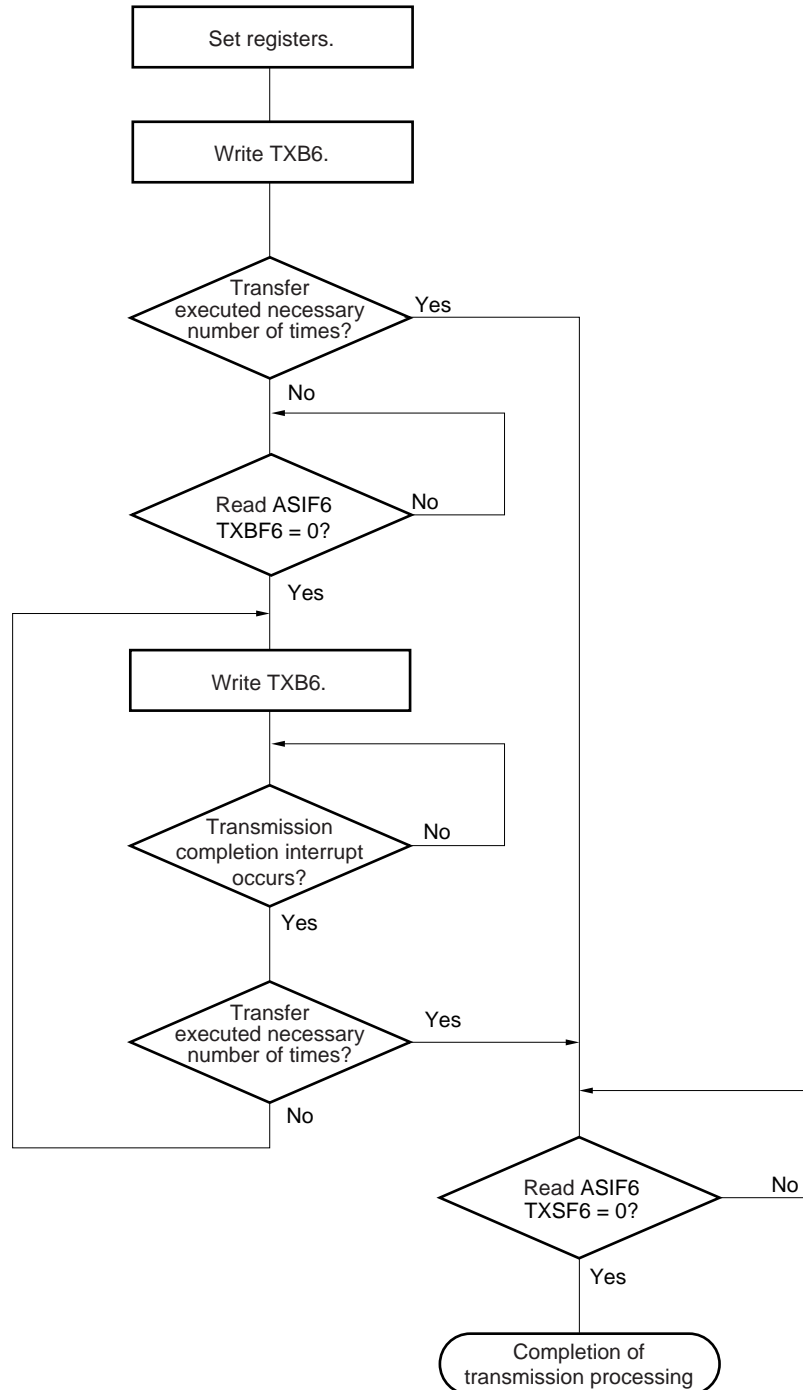 Set registers.
Write TXB6.
Transfer
executed necessary
number of times?
Yes
No
Read ASIF6
TXBF6 = 0?
No
Yes
Write TXB6.
Transmission
completion interrupt
occurs?
No
Yes
Transfer
executed necessary
number of times?
Yes
No
Read ASIF6
TXSF6 = 0?
No
Yes
Completion of
transmission processing